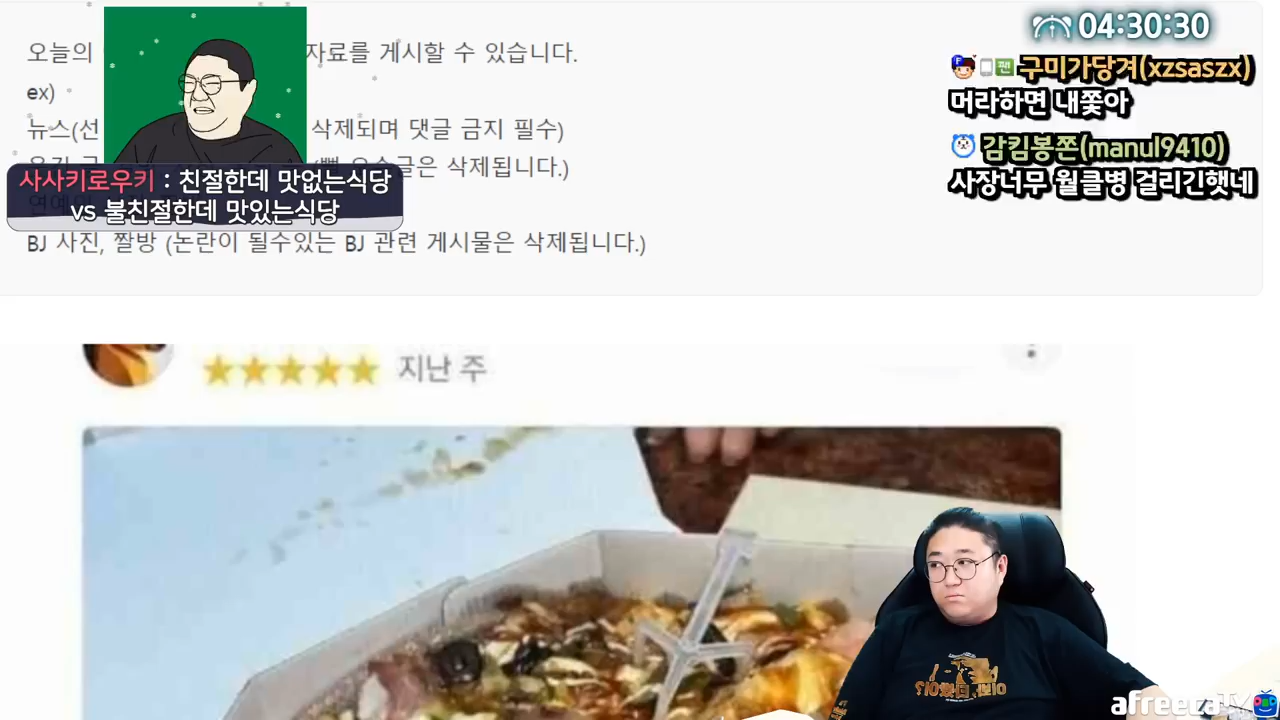 04:30:30
오늘의
자료를 게시할 수 있습니다.
ex)
뉴스(선
삭제되며 댓글 금지 필수)
글은 삭제됩니다.)
사사키로우키 : 친절한데 맛없는식당
vs 불친절한데 맛있는식당
BJ 사진, 짤방 (논란이 될수있는 BJ 관련 게시물은 삭제됩니다.)
팬 구미가당겨(xzsaszx)
머라하면 내쫓아
감킴봉쫀(manul9410)
사장너무 월클병 걸리긴햇네
지난 주
afreecaTV